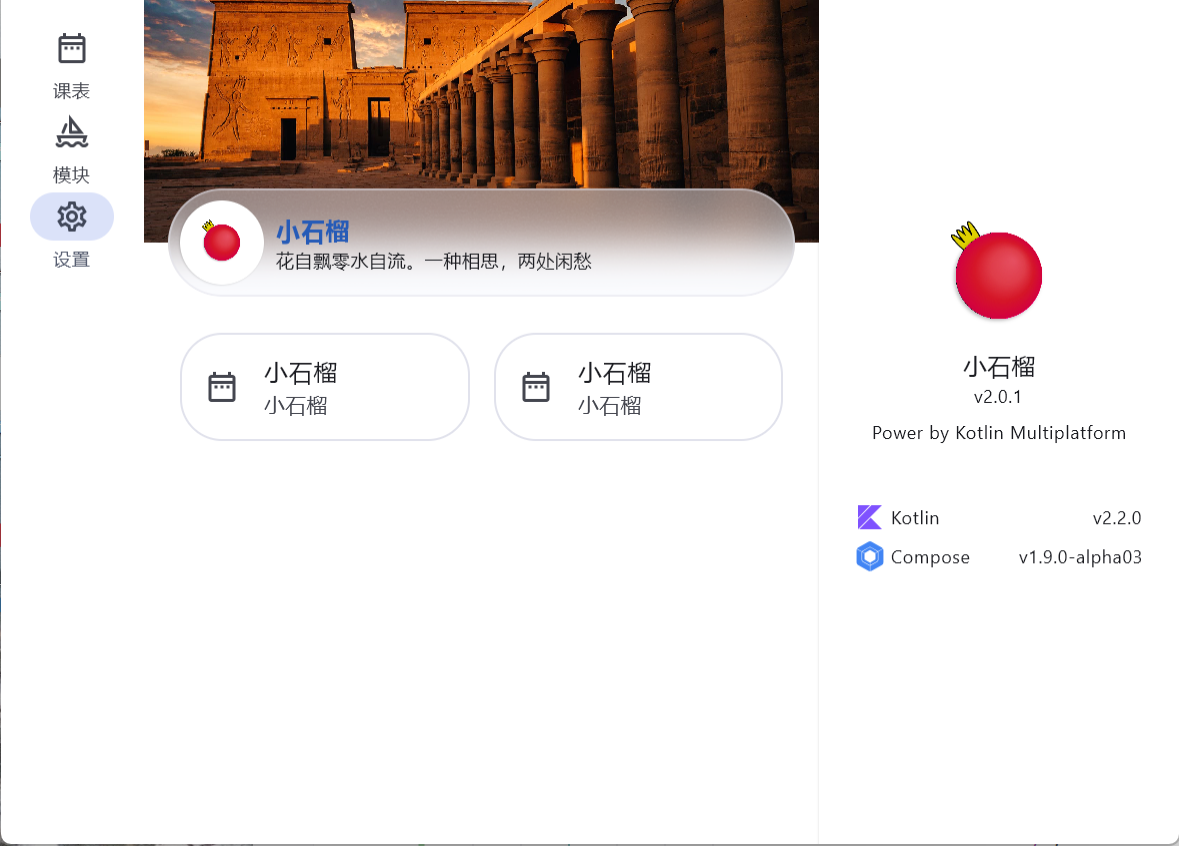 课表
模块
设置
小石榴
花自飘零水自流。一种相思，两处闲愁
小石榴
小石榴
小石榴
小石榴
小石榴
v2.0.1
Power by Kotlin Multiplatform
Kotlin v2.2.0
Compose v1.9.0-alpha03